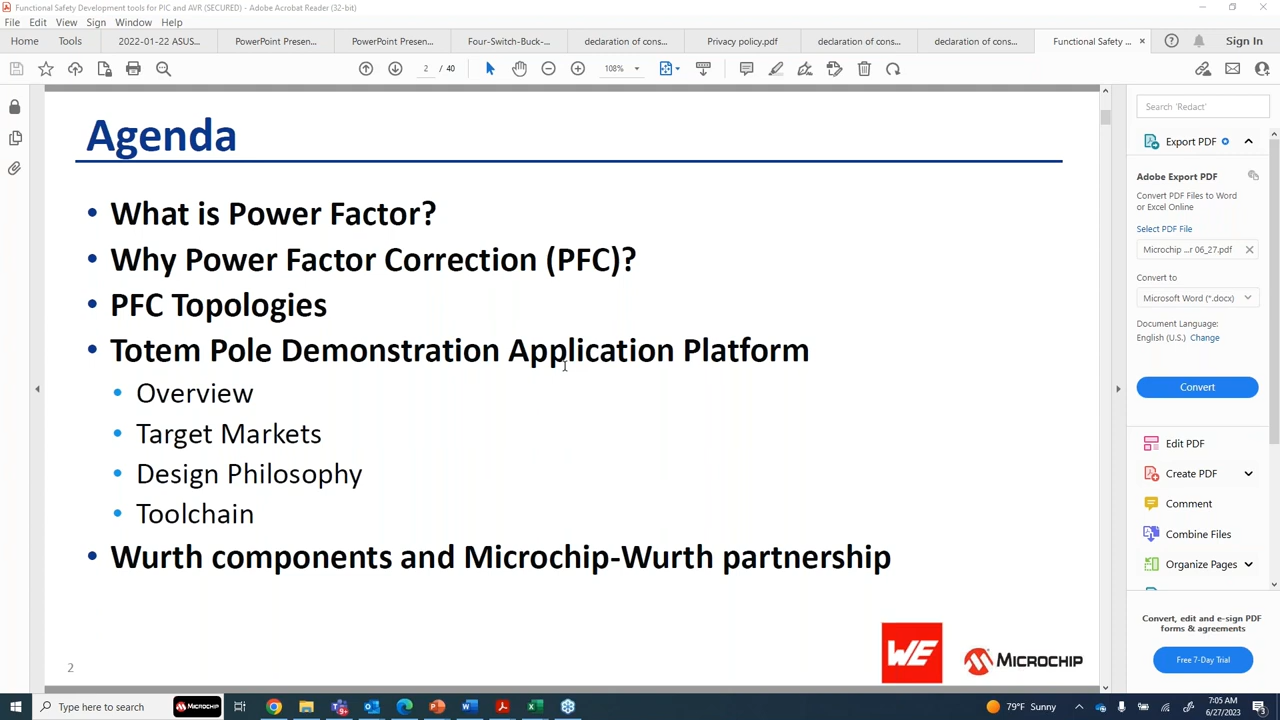 Functional Safety Development tools for PIC and AVR (SECURED) - Adobe Acrobat Reader (32-bit)
File Edit View Sign Window Help
Home Tools 2022-01-22 ASUS... PowerPoint Presen... PowerPoint Presen... Four-Switch-Buck-... declaration of cons... Privacy policy.pdf declaration of cons... declaration of cons... Functional Safety ... × Sign In
2 / 40 108%
Agenda
• What is Power Factor?
• Why Power Factor Correction (PFC)?
• PFC Topologies
• Totem Pole Demonstration Application Platform
• Overview
• Target Markets
• Design Philosophy
• Toolchain
• Wurth components and Microchip-Wurth partnership
2
WE MICROCHIP
Search 'Redact'
Export PDF
Adobe Export PDF
Convert PDF Files to Word
or Excel Online
Select PDF File
Microchip ...r 06_27.pdf
Convert to
Microsoft Word (*.docx)
Document Language:
English (U.S.) Change
Convert
Edit PDF
Create PDF
Comment
Combine Files
Organize Pages
Convert, edit and e-sign PDF
forms & agreements
Free 7-Day Trial
Type here to search
MICROCHIP
79°F Sunny
7:05 AM
6/27/2023
3